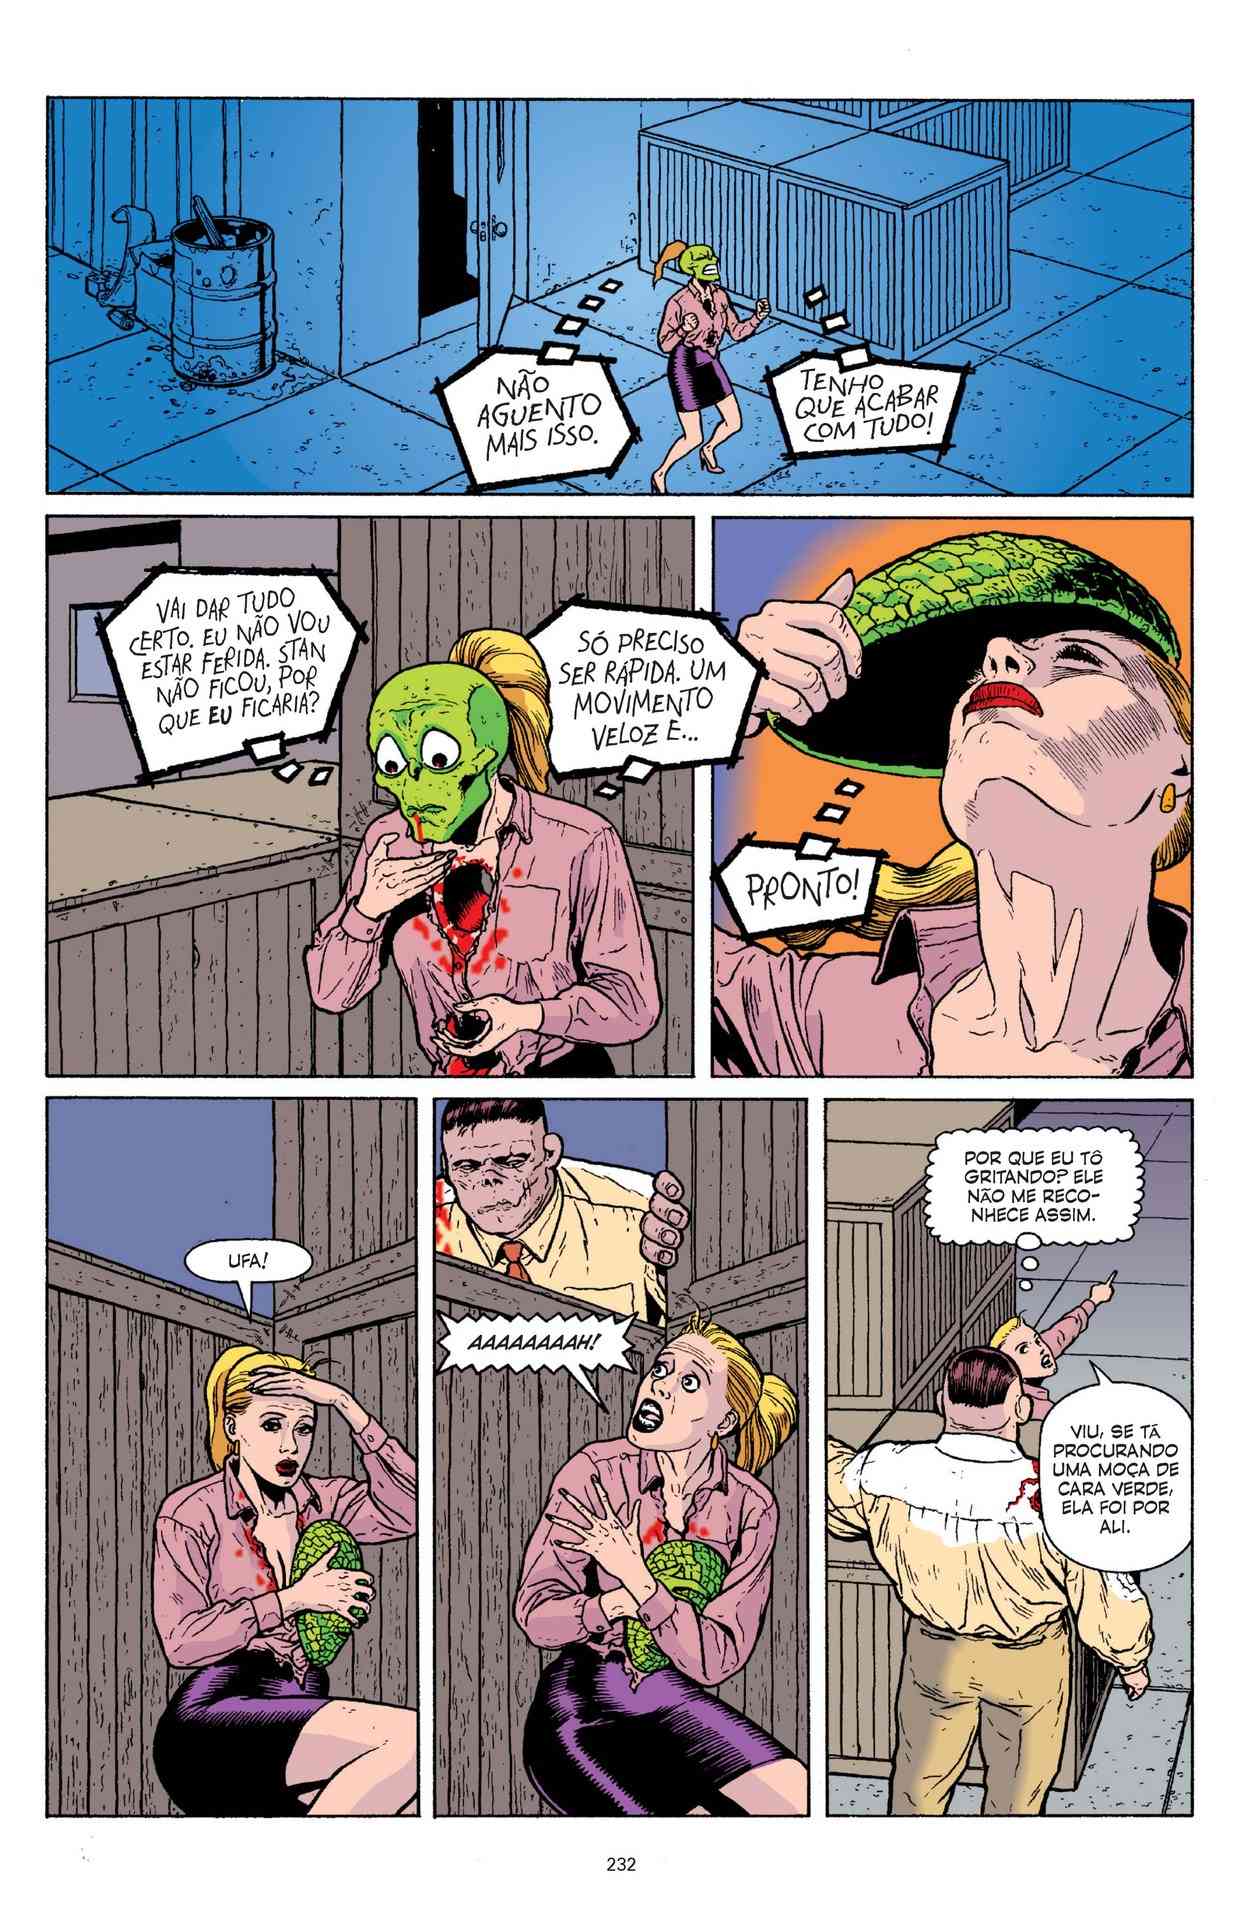 NÃO
AGUENTO
MAIS ISSO.
TENHO
QUE ACABAR
COM TUDO!
VAI DAR TUDO
CERTO. EU NÃO VOU
ESTAR FERIDA. STAN
NÃO FICOU, POR
QUE EU FICARIA?
SÓ PRECISO
SER RÁPIDA. UM
MOVIMENTO
VELOZ E...
PRONTO!
UFA!
AAAAAAAAH!
POR QUE EU TÔ
GRITANDO? ELE
NÃO ME RECO-
NHECE ASSIM.
VIU, SE TÁ
PROCURANDO
UMA MOÇA DE
CARA VERDE,
ELA FOI POR
ALI.
232